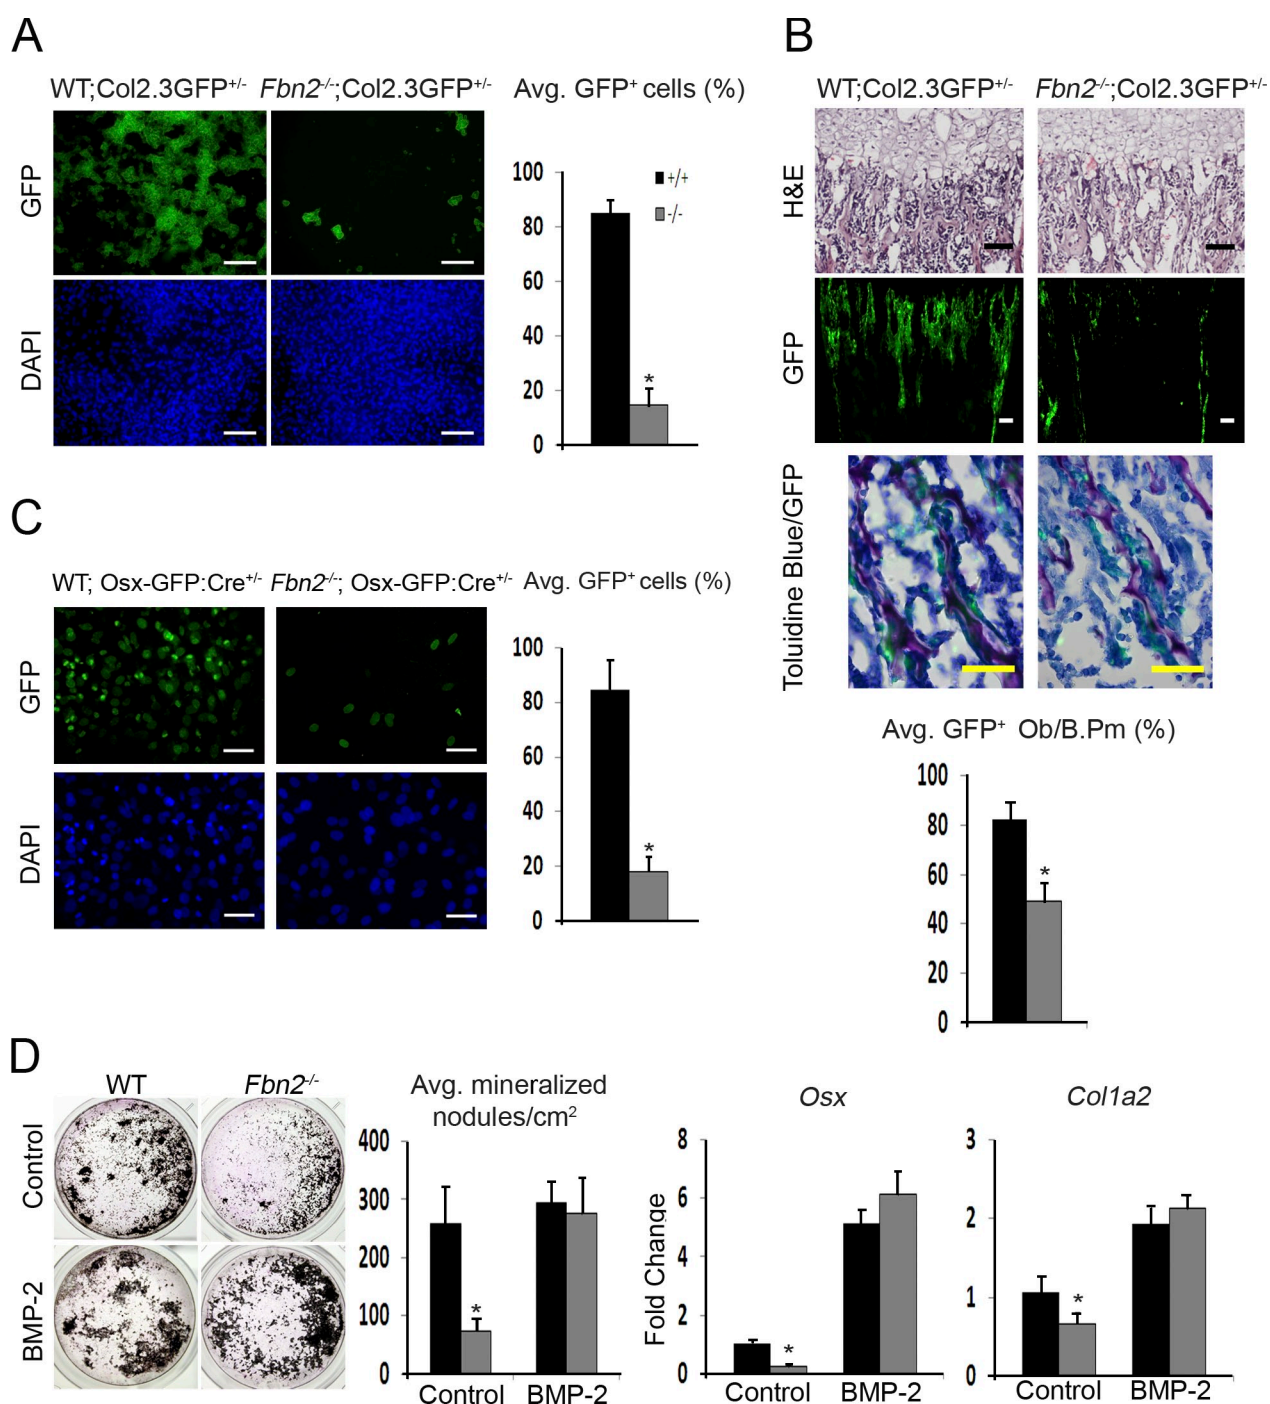 A
WT;Col2.3GFP+/- Fbn2-/-;Col2.3GFP+/- Avg. GFP+ cells (%)
GFP
DAPI
100
80
60
40
20
0
+/+
-/-
*
B
WT;Col2.3GFP+/- Fbn2-/-;Col2.3GFP+/-
H&E
GFP
Toluidine Blue/GFP
Avg. GFP+ Ob/B.Pm (%)
100
80
60
40
20
0
*
C
WT; Osx-GFP:Cre+/- Fbn2-/-; Osx-GFP:Cre+/- Avg. GFP+ cells (%)
GFP
DAPI
100
80
60
40
20
0
*
D
WT Fbn2-/-
Control
BMP-2
Avg. mineralized
nodules/cm2
400
300
200
100
0
*
Control BMP-2
Osx
Fold Change
8
6
4
2
0
*
Control BMP-2
Col1a2
3
2
1
0
*
Control BMP-2